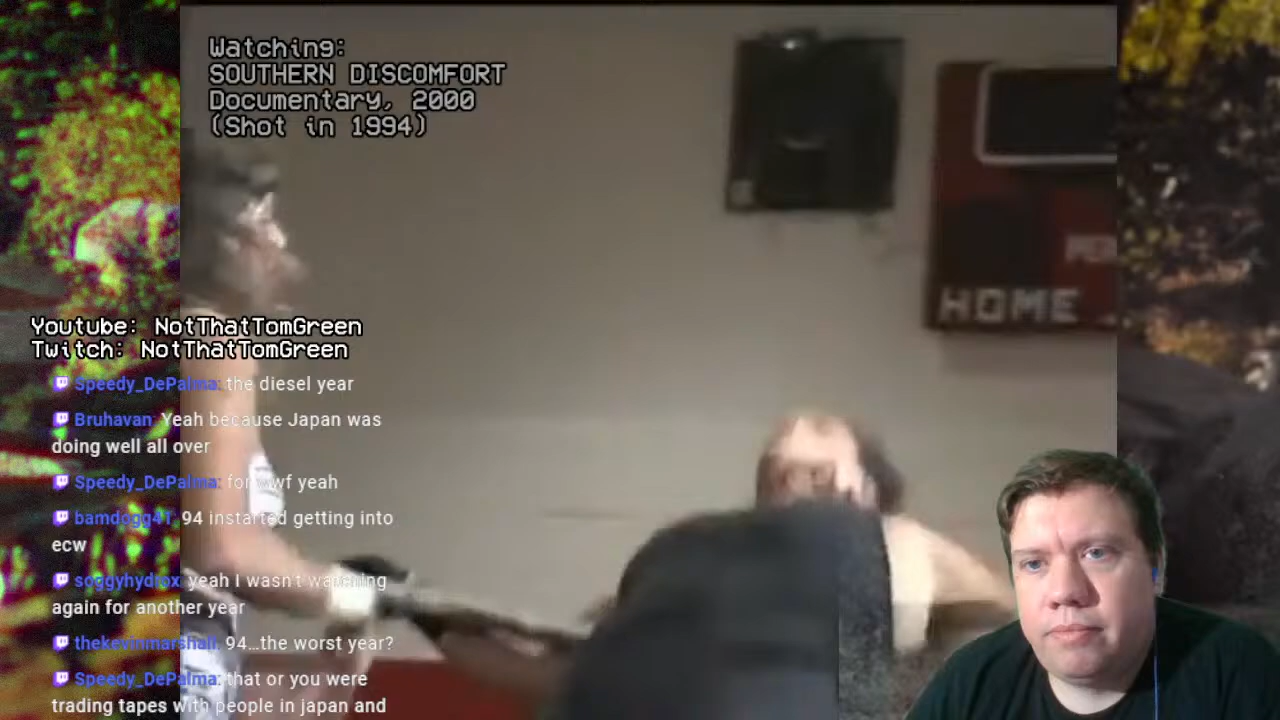 Watching:
SOUTHERN DISCOMFORT
Documentary, 2000
(Shot in 1994)
HOME
Youtube: NotThatTomGreen
Twitch: NotThatTomGreen
Speedy_DePalma: the diesel year
Bruhavan: Yeah because Japan was
doing well all over
Speedy_DePalma: for wwf yeah
bamdogg41: 94 instarted getting into
ecw
soggyhydrox: yeah I wasn't watching
again for another year
thekevinmarshall: 94...the worst year?
Speedy_DePalma: that or you were
trading tapes with people in japan and